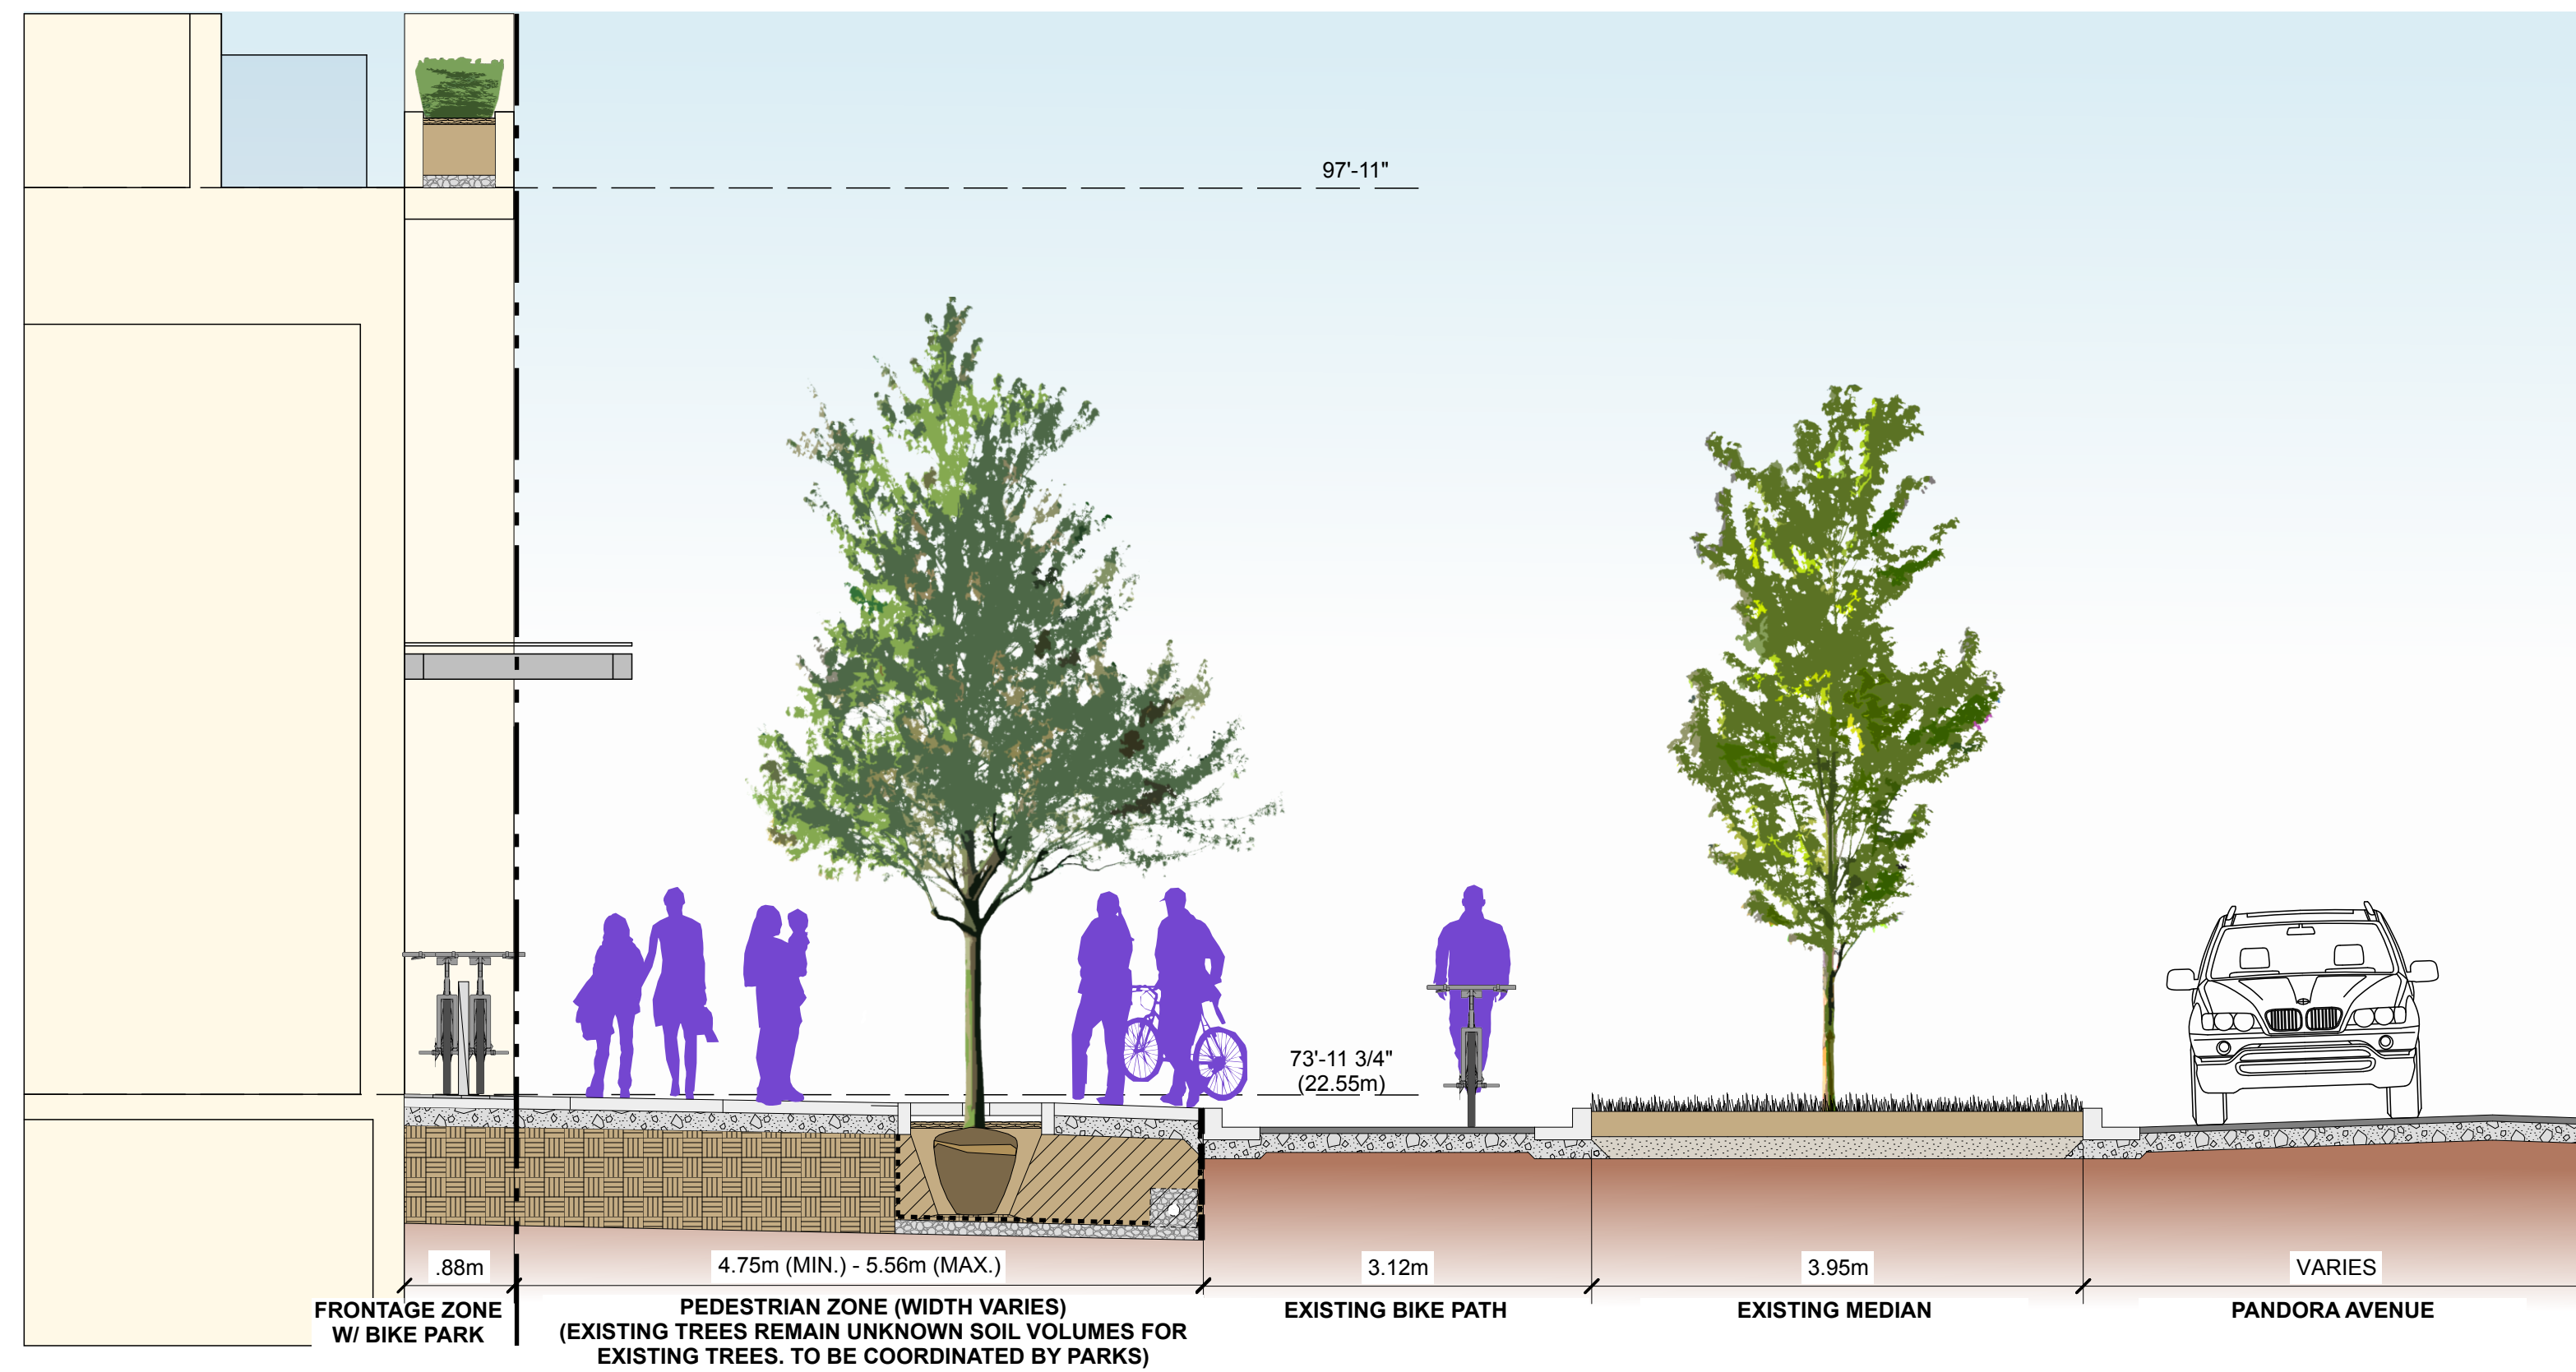 97'-11"
73'-11 3/4"
(22.55m)
.88m
4.75m (MIN.) - 5.56m (MAX.)
3.12m
3.95m
VARIES
FRONTAGE ZONE
W/ BIKE PARK
PEDESTRIAN ZONE (WIDTH VARIES)
(EXISTING TREES REMAIN UNKNOWN SOIL VOLUMES FOR
EXISTING TREES. TO BE COORDINATED BY PARKS)
EXISTING BIKE PATH
EXISTING MEDIAN
PANDORA AVENUE